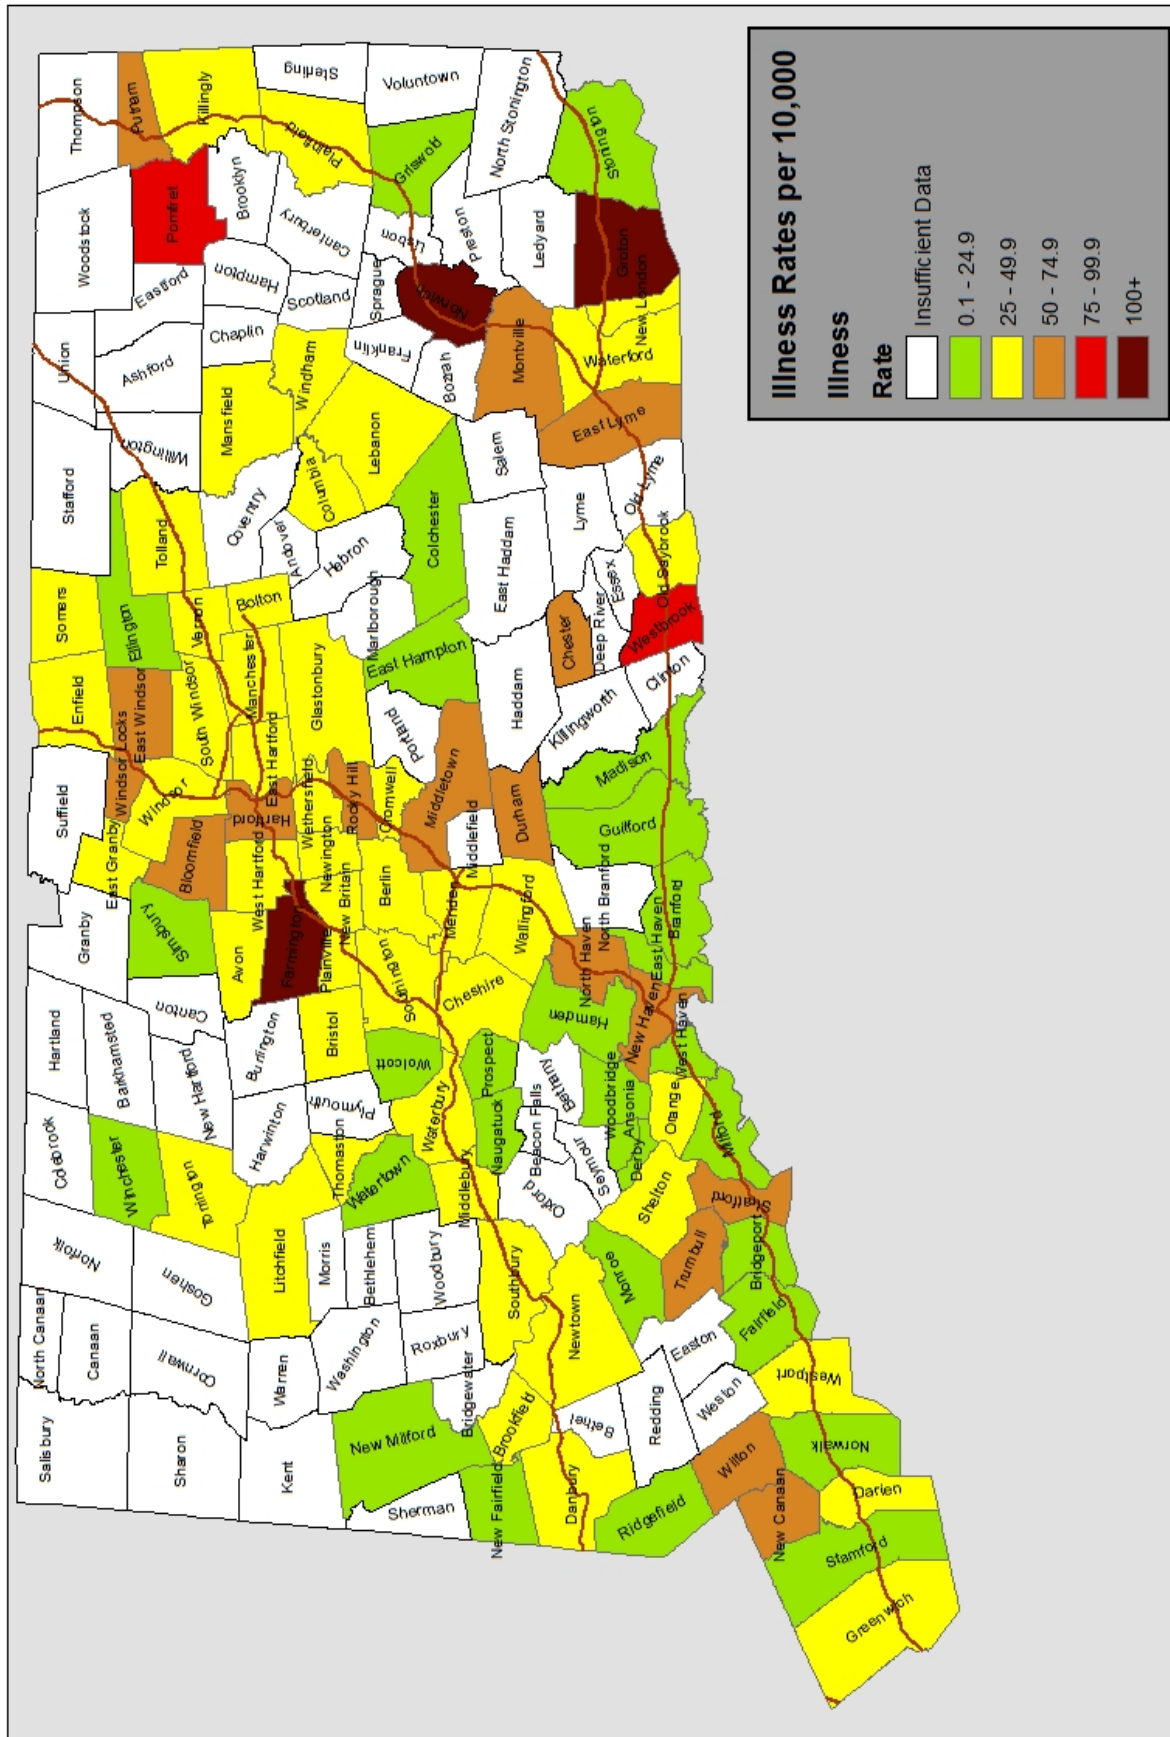 Salisbury
North Canaan
Canaan
Norfolk
Colebrook
Hartland
Granby
Suffield
Enfield
Somers
Stafford
Union
Woodstock
Thompson
Sharon
Cornwall
Goshen
Winchester
Barkhamsted
Canton
Simsbury
East Granby
Windsor Locks
East Windsor
Ellington
Tolland
Willington
Ashford
Eastford
Pomfret
Putnam
Killingly
Torrington
New Hartford
Avon
Bloomfield
Windsor
South Windsor
Vernon
Bolton
Coventry
Mansfield
Chaplin
Hampton
Brooklyn
Kent
Warren
Litchfield
Harwinton
Burlington
Farmington
West Hartford
Hartford
East Hartford
Manchester
Andover
Columbia
Windham
Scotland
Canterbury
Plainfield
Sterling
Washington
Morris
Thomaston
Plymouth
Bristol
Plainville
New Britain
Newington
Wethersfield
Rocky Hill
Glastonbury
Hebron
Marlborough
Lebanon
Franklin
Sprague
Lisbon
Griswold
Voluntown
New Milford
Bethlehem
Watertown
Wolcott
Southington
Berlin
Cromwell
Portland
East Hampton
Colchester
Bozrah
Norwich
Preston
North Stonington
Sherman
Bridgewater
Roxbury
Woodbury
Middlebury
Waterbury
Cheshire
Meriden
Middletown
Middlefield
Haddam
East Haddam
Salem
Montville
Ledyard
New Fairfield
Brookfield
Southbury
Naugatuck
Prospect
Wallingford
Durham
Killingworth
Chester
Deep River
Essex
Lyme
East Lyme
Waterford
New London
Groton
Stonington
Danbury
Bethel
Newtown
Oxford
Beacon Falls
Bethany
Seymour
Hamden
North Haven
North Branford
Guilford
Madison
Clinton
Westbrook
Old Saybrook
Old Lyme
Ridgefield
Redding
Monroe
Shelton
Derby
Ansonia
Woodbridge
Orange
New Haven
West Haven
East Haven
Branford
Easton
Trumbull
Stratford
Milford
Weston
Wilton
Fairfield
Bridgeport
Westport
Norwalk
New Canaan
Darien
Stamford
Greenwich
Illness Rates per 10,000
Illness
Rate
Insufficient Data
0.1 - 24.9
25 - 49.9
50 - 74.9
75 - 99.9
100+